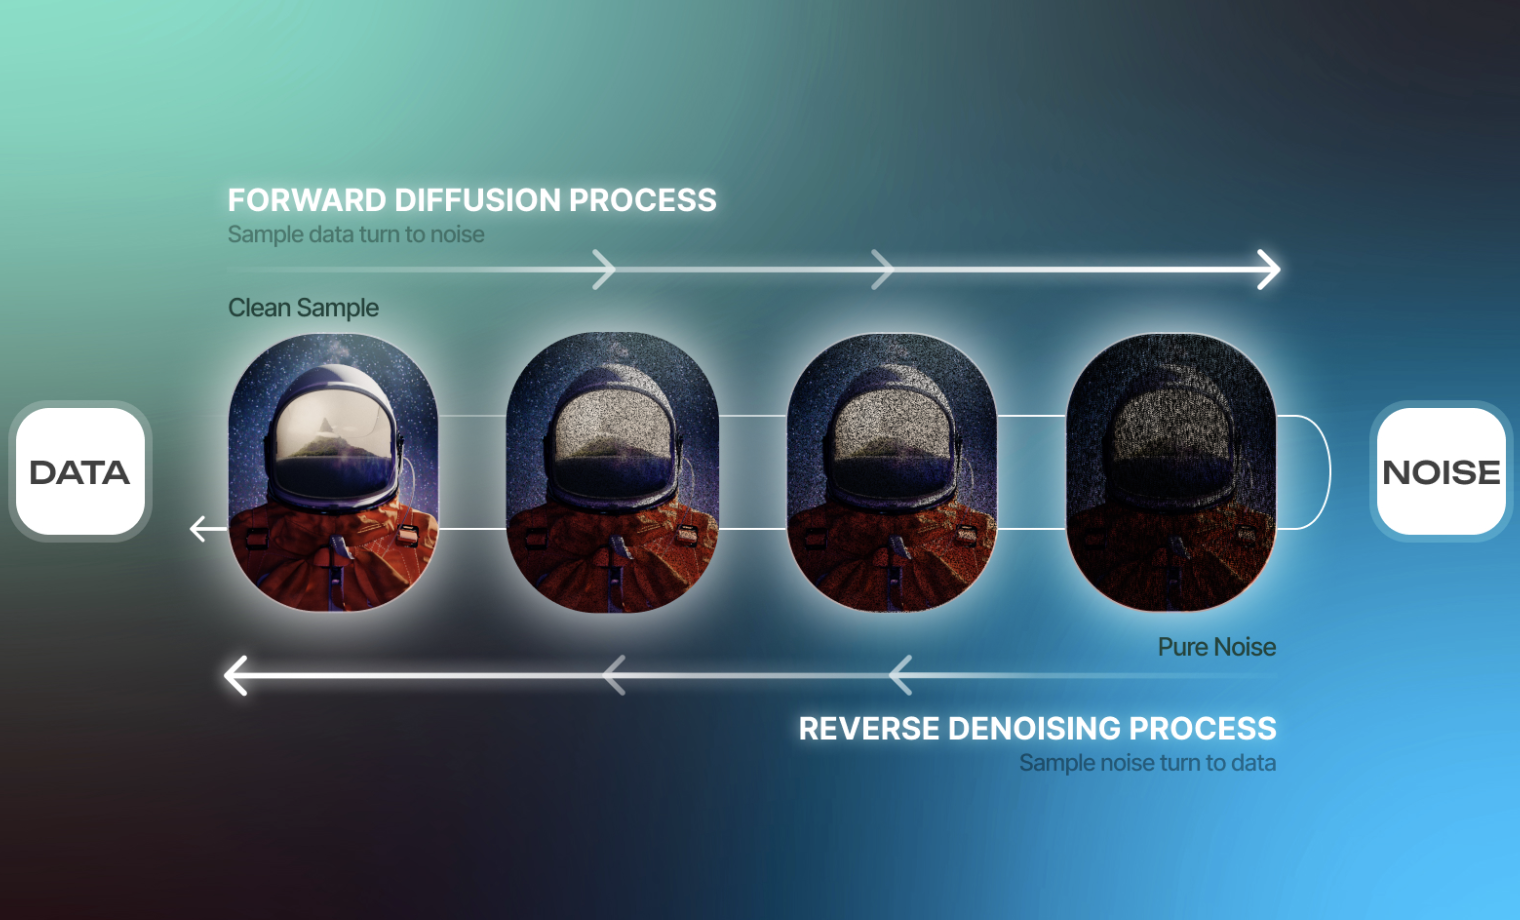 FORWARD DIFFUSION PROCESS
Sample data turn to noise
Clean Sample
DATA
NOISE
Pure Noise
REVERSE DENOISING PROCESS
Sample noise turn to data